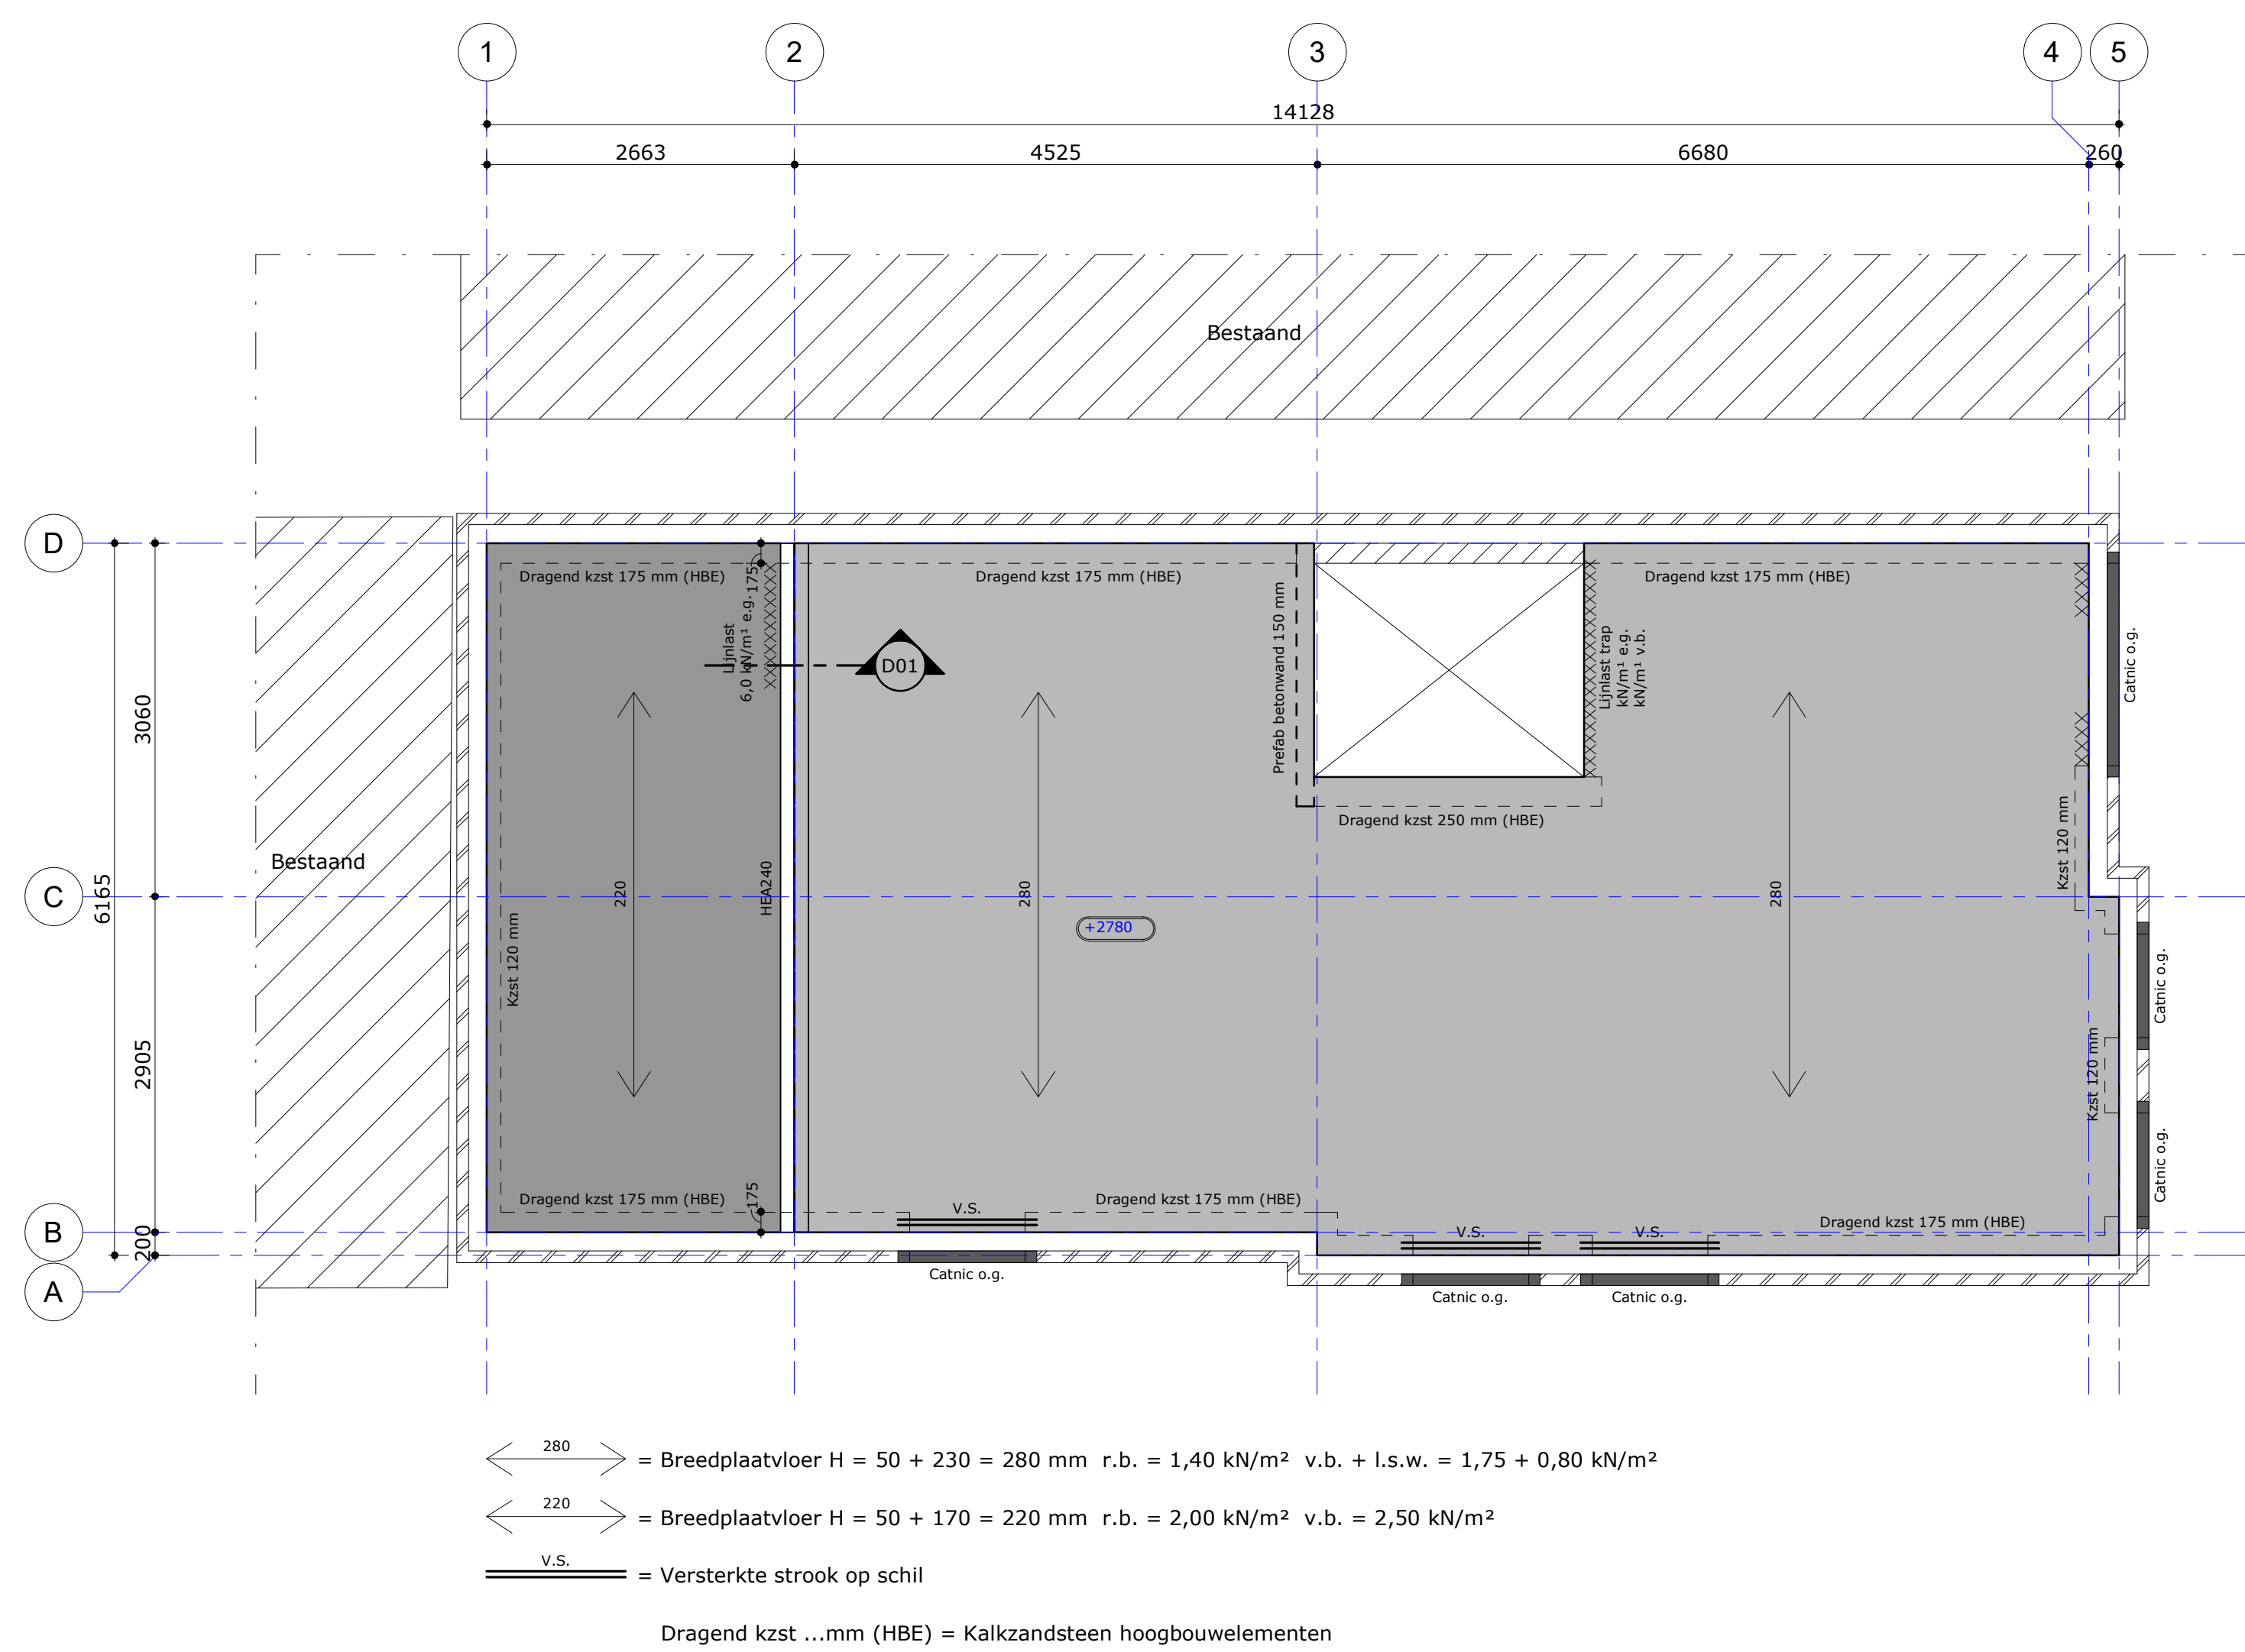 1
2
3
4
5
14128
2663
4525
6680
260
Bestaand
D
C
B
A
6165
3060
2905
200
Bestaand
Dragend kzst 175 mm (HBE)
175
Lijnlast
6,0 kN/m¹ e.g.
Dragend kzst 175 mm (HBE)
Prefab betonwand 150 mm
Dragend kzst 175 mm (HBE)
D01
Lijnlast trap
kN/m¹ e.g.
kN/m¹ v.b.
Catnic o.g.
Dragend kzst 250 mm (HBE)
Kzst 120 mm
220
HEA240
280
280
+2780
Kzst 120 mm
Catnic o.g.
Kzst 120 mm
Catnic o.g.
Dragend kzst 175 mm (HBE)
175
V.S.
Dragend kzst 175 mm (HBE)
V.S.
V.S.
Dragend kzst 175 mm (HBE)
Catnic o.g.
Catnic o.g.
Catnic o.g.
280
= Breedplaatvloer H = 50 + 230 = 280 mm r.b. = 1,40 kN/m² v.b. + l.s.w. = 1,75 + 0,80 kN/m²
220
= Breedplaatvloer H = 50 + 170 = 220 mm r.b. = 2,00 kN/m² v.b. = 2,50 kN/m²
V.S.
= Versterkte strook op schil
Dragend kzst ...mm (HBE) = Kalkzandsteen hoogbouwelementen